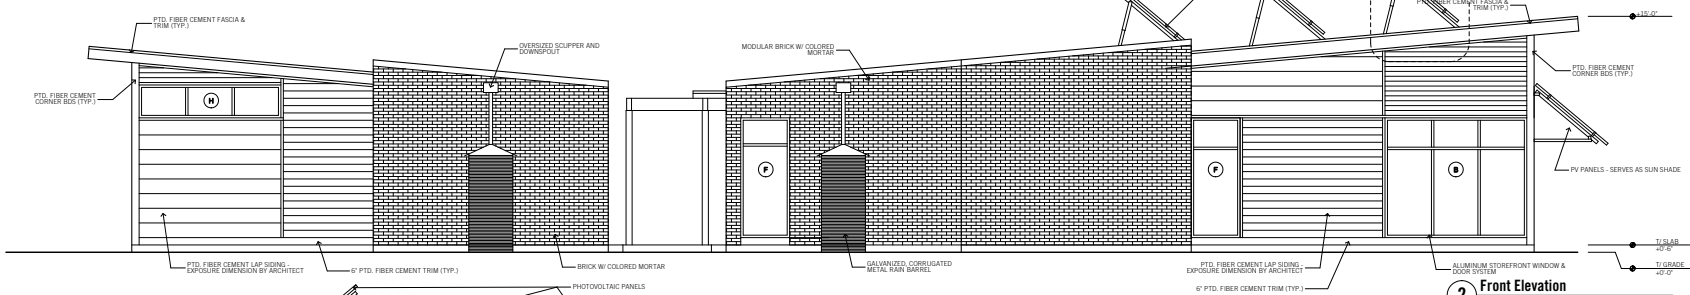 PTD. FIBER CEMENT FASCIA &
TRIM (TYP.)
PTD. FIBER CEMENT FASCIA &
TRIM (TYP.)
+15'-0"
OVERSIZED SCUPPER AND
DOWNSPOUT
MODULAR BRICK W/ COLORED
MORTAR
PTD. FIBER CEMENT
CORNER BDS (TYP.)
PTD. FIBER CEMENT
CORNER BDS (TYP.)
H
F
F
B
PV PANELS - SERVES AS SUN SHADE
T/ SLAB
+0'-6"
PTD. FIBER CEMENT LAP SIDING -
EXPOSURE DIMENSION BY ARCHITECT
6" PTD. FIBER CEMENT TRIM (TYP.)
BRICK W/ COLORED MORTAR
GALVANIZED, CORRUGATED
METAL RAIN BARREL
PTD. FIBER CEMENT LAP SIDING -
EXPOSURE DIMENSION BY ARCHITECT
6" PTD. FIBER CEMENT TRIM (TYP.)
ALUMINUM STOREFRONT WINDOW &
DOOR SYSTEM
T/ GRADE
+0'-0"
PHOTOVOLTAIC PANELS
2
Front Elevation